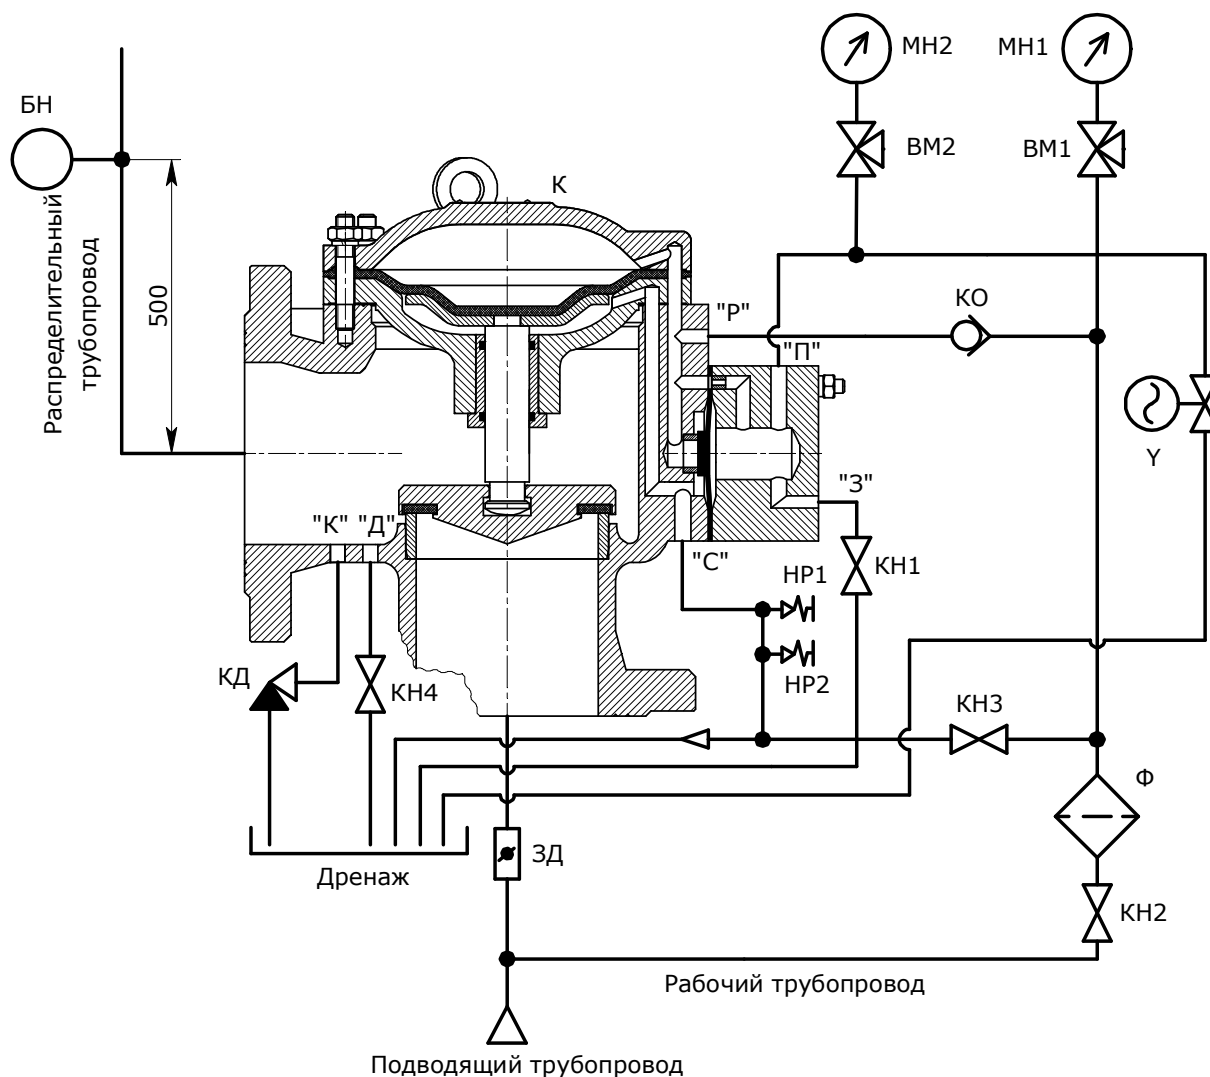 МН2
МН1
БН
ВМ2
ВМ1
К
Распределительный
трубопровод
500
"Р"
КО
"П"
Y
"З"
"К"
"Д"
"С"
НР1
КН1
НР2
КД
КН4
КН3
Ф
ЗД
Дренаж
КН2
Рабочий трубопровод
Подводящий трубопровод